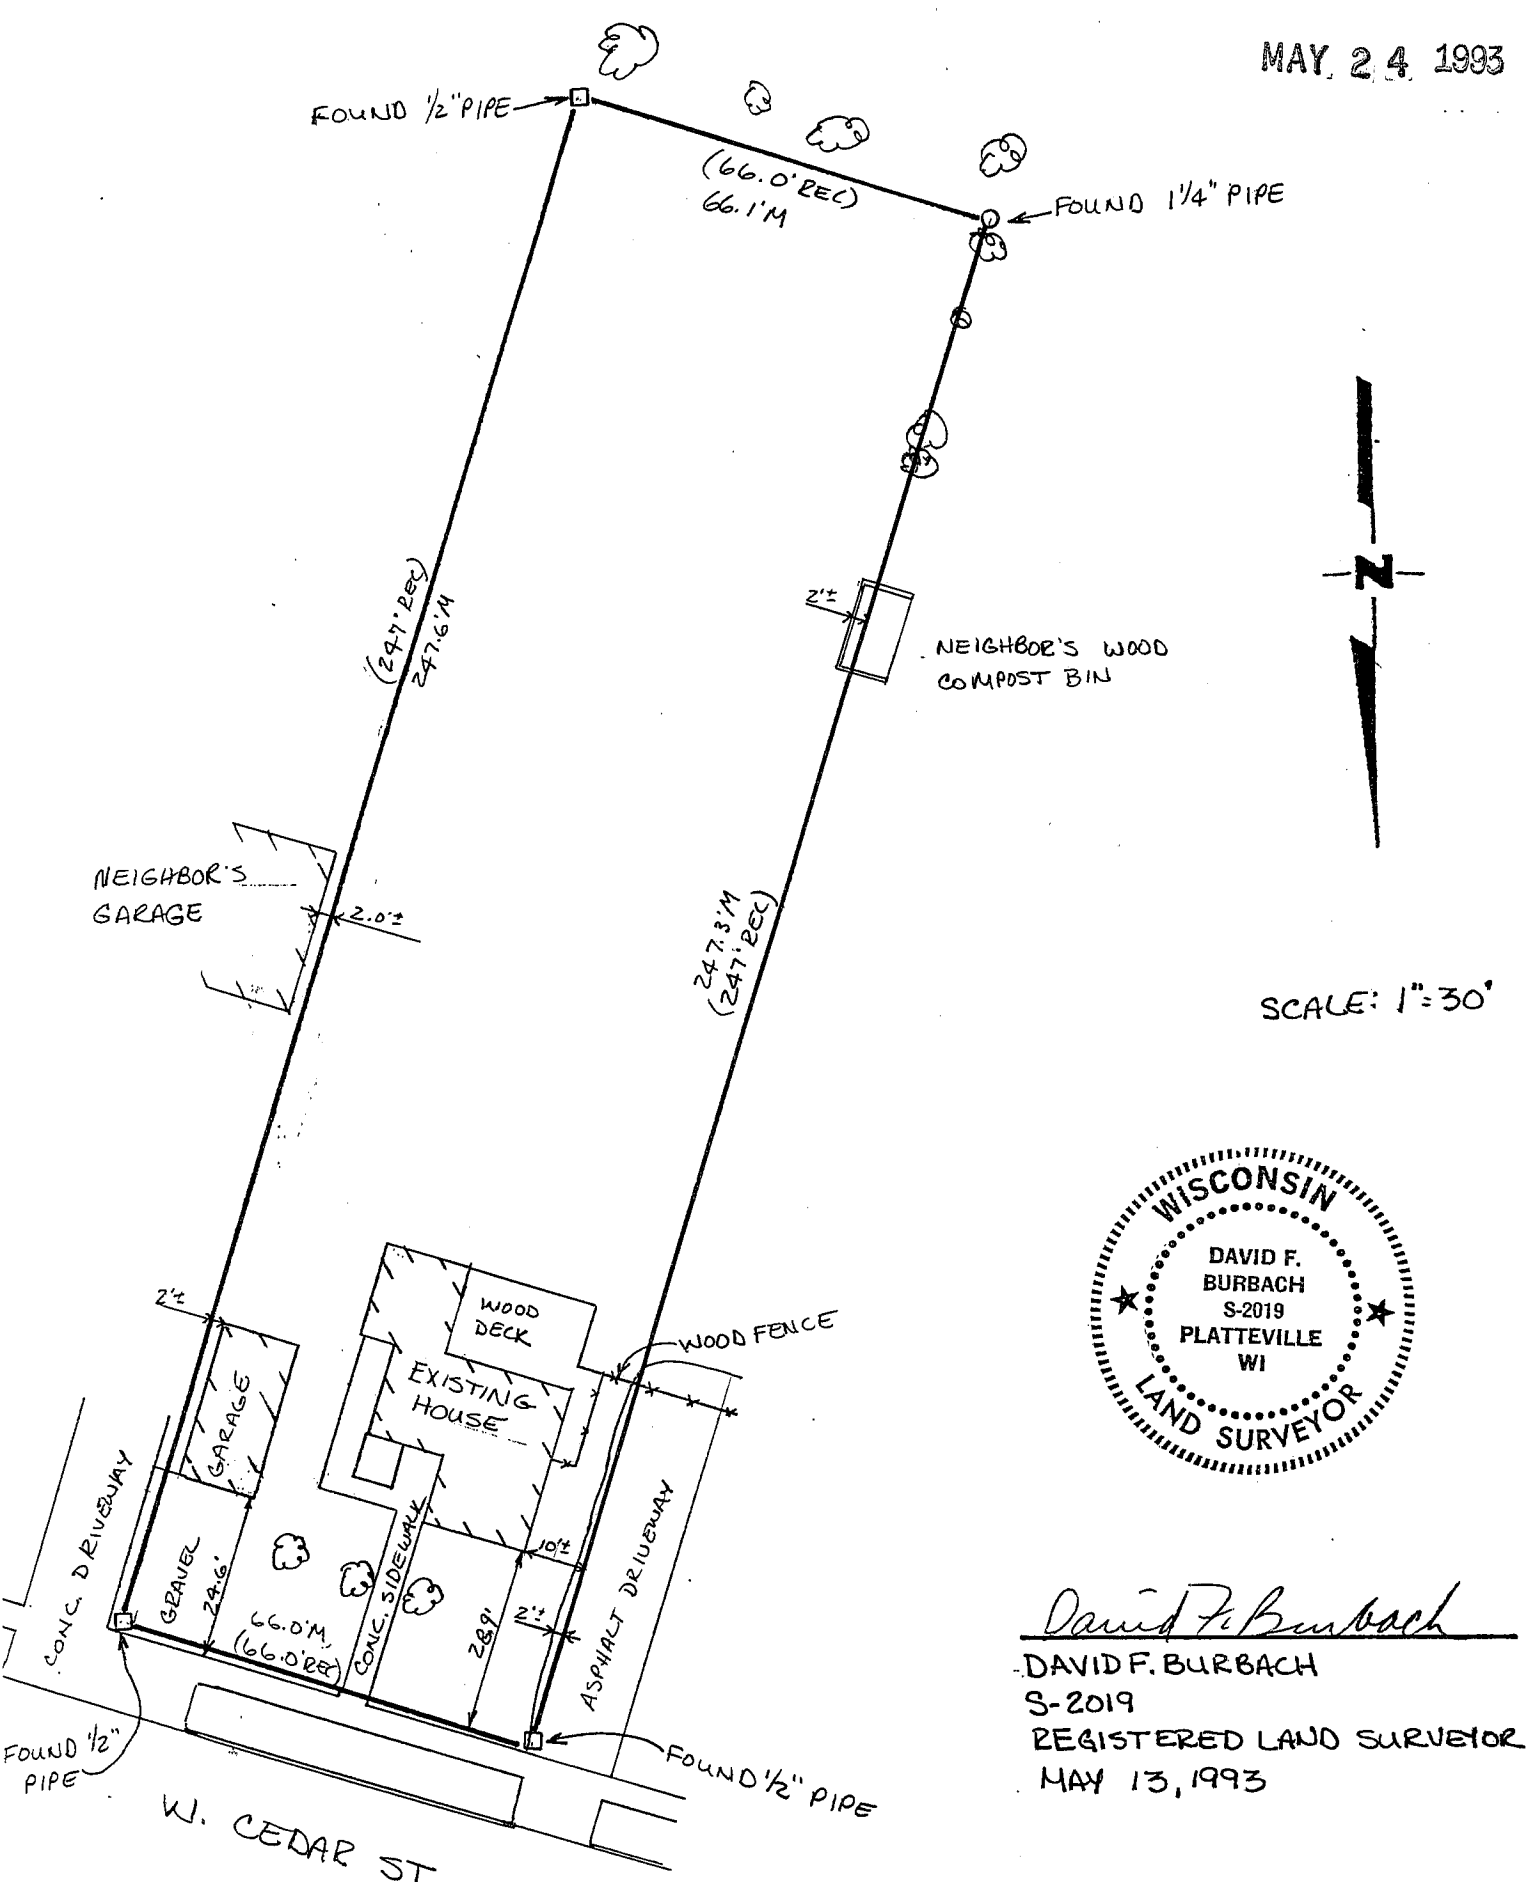 MAY 24 1993
FOUND 1/2" PIPE
(66.0' REC)
66.1'M
FOUND 1 1/4" PIPE
(247' REC)
247.6'M
2'±
NEIGHBOR'S WOOD
COMPOST BIN
N
NEIGHBOR'S
GARAGE
2.0'±
247.3'M
(247' REC)
SCALE: 1"=30'
WISCONSIN
DAVID F.
BURBACH
S-2019
PLATTEVILLE
WI
LAND SURVEYOR
2'±
WOOD
DECK
WOOD FENCE
GARAGE
EXISTING
HOUSE
CONC. DRIVEWAY
GRAVEL
24.6'
CONC. SIDEWALK
10'±
2'±
28.9'
ASPHALT DRIVEWAY
66.0'M
(66.0'REC)
FOUND 1/2"
PIPE
FOUND 1/2" PIPE
W. CEDAR ST
David F. Burbach
DAVID F. BURBACH
S-2019
REGISTERED LAND SURVEYOR
MAY 13, 1993